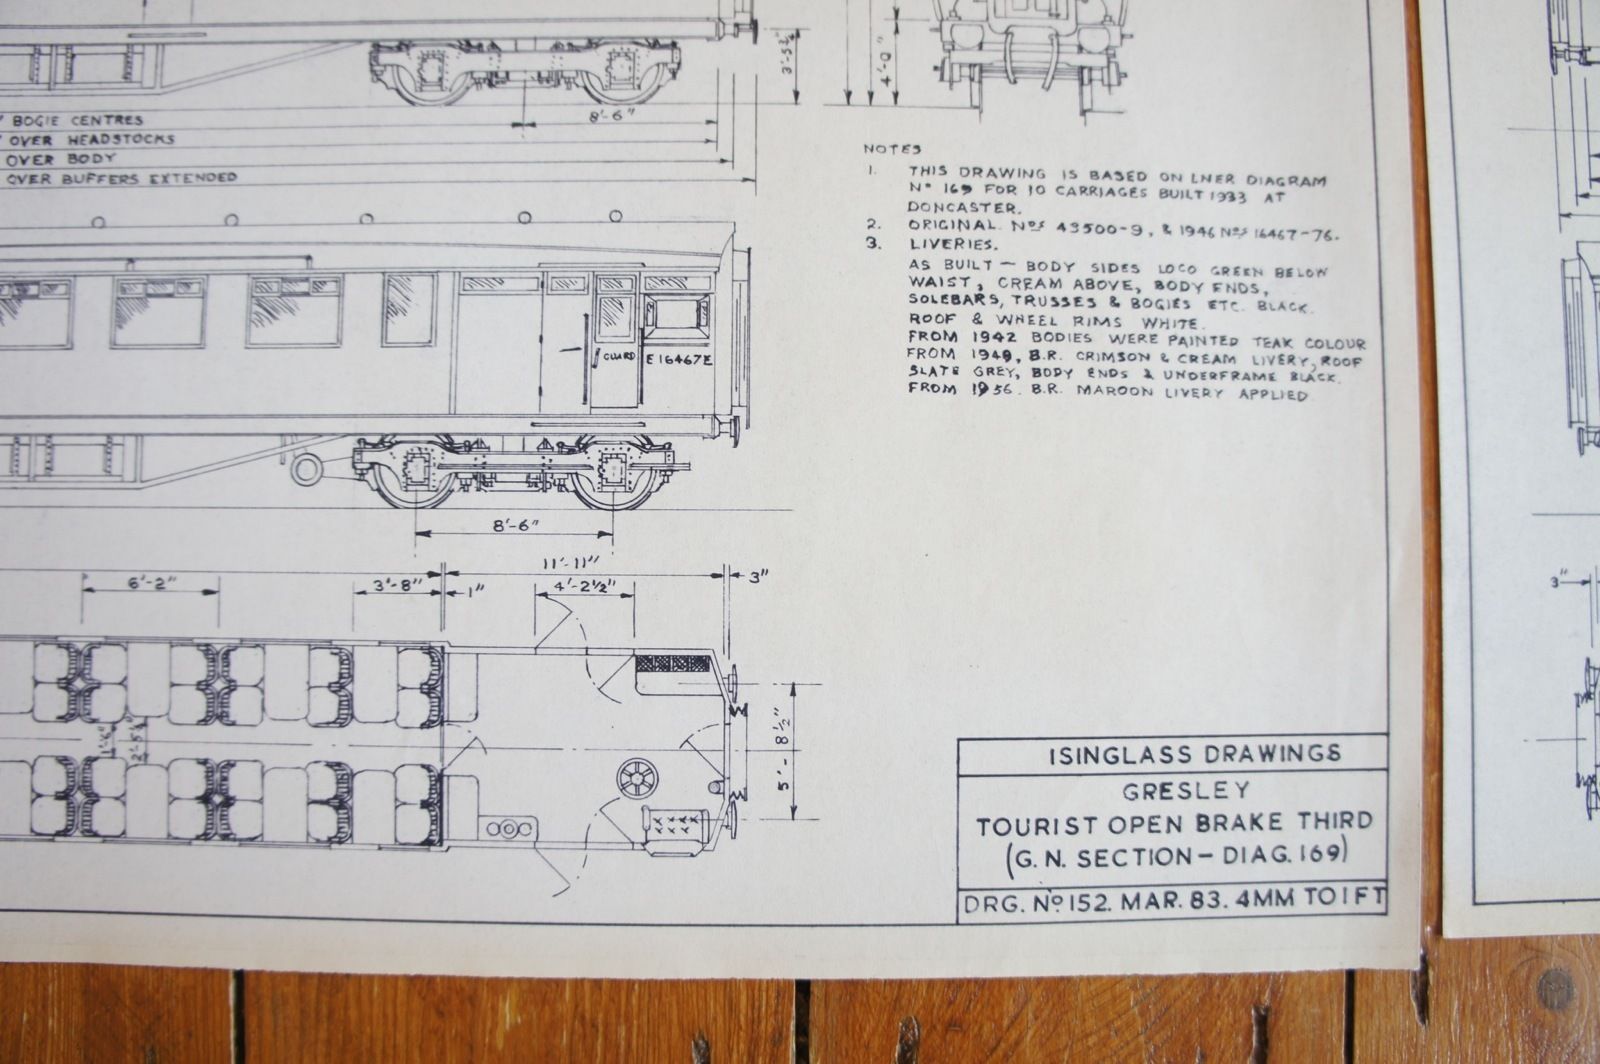 3'-5¾"
4'-0"
8'-6"
' BOGIE CENTRES
' OVER HEADSTOCKS
OVER BODY
OVER BUFFERS EXTENDED
NOTES
1. THIS DRAWING IS BASED ON LNER DIAGRAM
Nº 169 FOR 10 CARRIAGES BUILT 1933 AT
DONCASTER.
2. ORIGINAL NOS 43500-9, & 1946 NOS 16467-76.
3. LIVERIES.
AS BUILT - BODY SIDES LOCO GREEN BELOW
WAIST, CREAM ABOVE, BODY ENDS,
SOLEBARS, TRUSSES & BOGIES ETC. BLACK.
ROOF & WHEEL RIMS WHITE.
FROM 1942 BODIES WERE PAINTED TEAK COLOUR
FROM 1949, B.R. CRIMSON & CREAM LIVERY, ROOF
SLATE GREY, BODY ENDS & UNDERFRAME BLACK.
FROM 1956. B.R. MAROON LIVERY APPLIED
GUARD
E16467E
8'-6"
11'-11"
6'-2"
3'-8"
1"
4'-2½"
3"
3"
1'-6"
2'-5¼"
5'-8½"
ISINGLASS DRAWINGS
GRESLEY
TOURIST OPEN BRAKE THIRD
(G.N. SECTION - DIAG. 169)
DRG. Nº 152. MAR. 83. 4MM TO 1FT